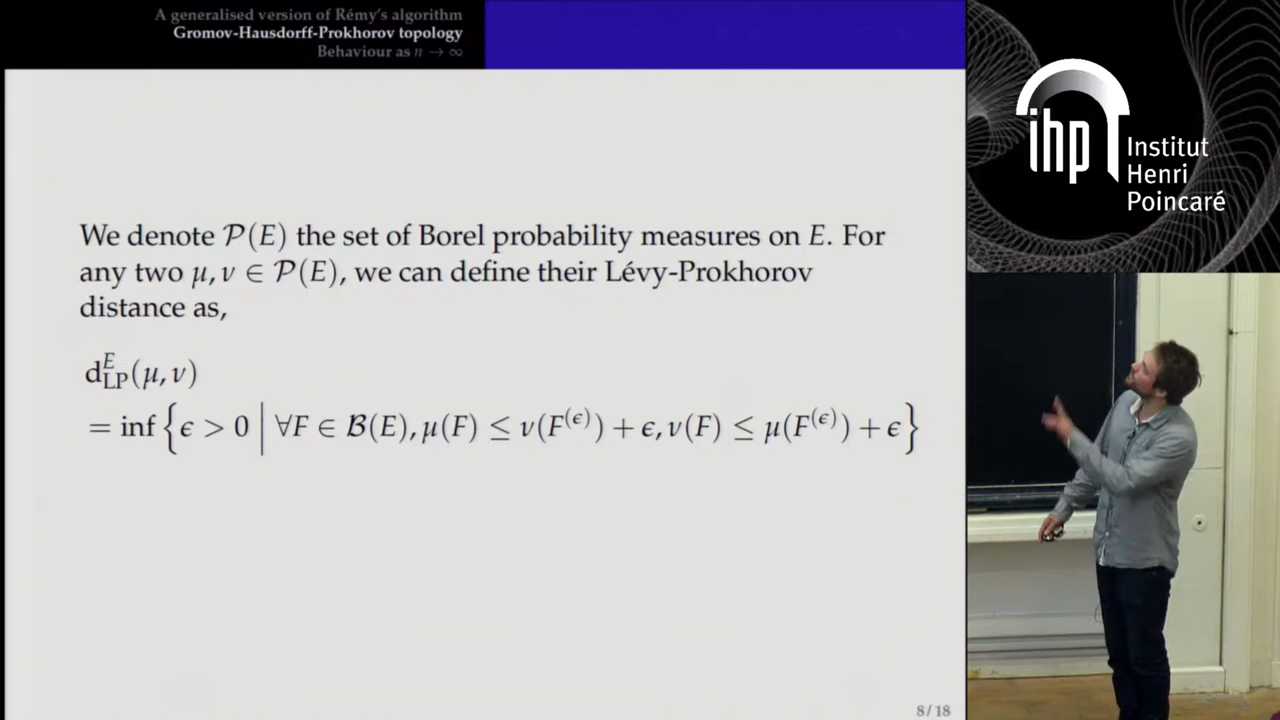 A generalised version of Rémy's algorithm
Gromov-Hausdorff-Prokhorov topology
Behaviour as n → ∞
We denote 𝒫(E) the set of Borel probability measures on E. For
any two μ, ν ∈ 𝒫(E), we can define their Lévy-Prokhorov
distance as,
d_{LP}^{E}(μ, ν)
= inf { ϵ > 0 | ∀F ∈ ℬ(E), μ(F) ≤ ν(F^{(ϵ)}) + ϵ, ν(F) ≤ μ(F^{(ϵ)}) + ϵ }
8 / 18
ihp
Institut
Henri
Poincaré